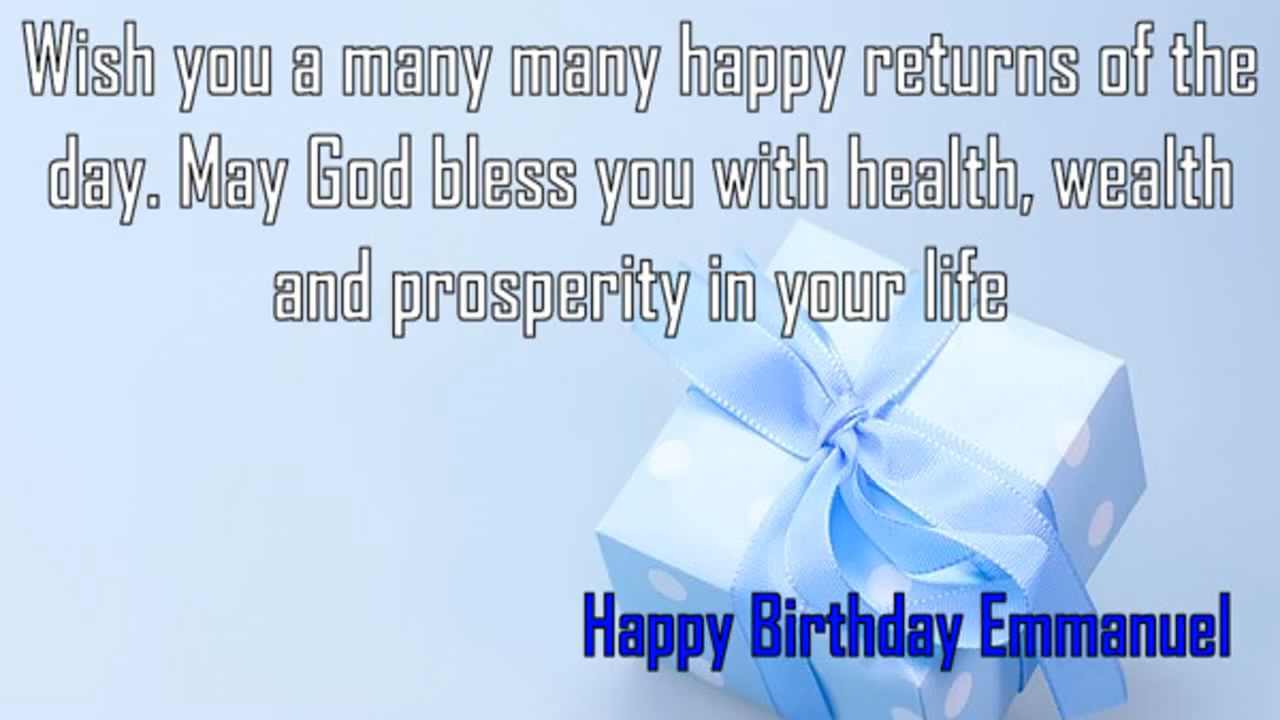 Wish you a many many happy returns of the
day. May God bless you with health, wealth
and prosperity in your life
Happy Birthday Emmanuel